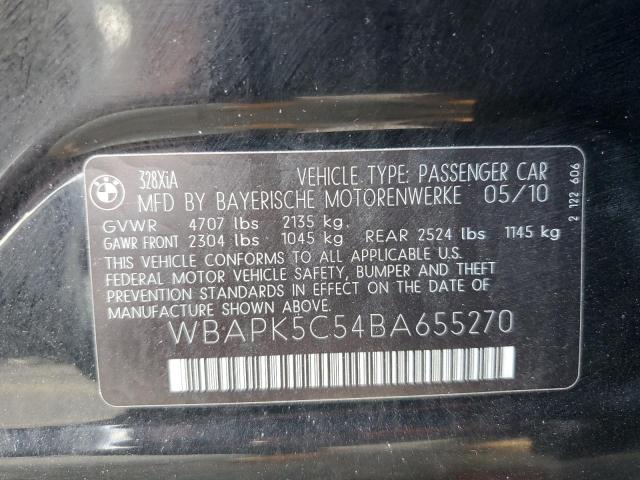 BMW
328XiA VEHICLE TYPE: PASSENGER CAR
MFD BY BAYERISCHE MOTORENWERKE 05/10
GVWR 4707 lbs 2135 kg.
GAWR FRONT 2304 lbs 1045 kg REAR 2524 lbs 1145 kg
THIS VEHICLE CONFORMS TO ALL APPLICABLE U.S.
FEDERAL MOTOR VEHICLE SAFETY, BUMPER AND THEFT
PREVENTION STANDARDS IN EFFECT ON THE DATE OF
MANUFACTURE SHOWN ABOVE.
WBAPK5C54BA655270
2 122 606